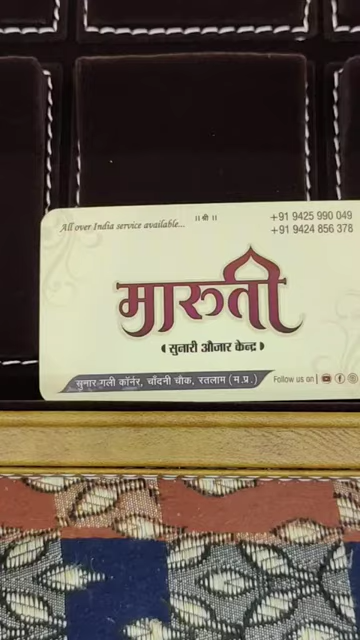 All over India service available...
॥ श्री ॥
+91 9425 990 049
+91 9424 856 378
मारुती
सुनारी औजार केन्द्र
सुनार गली कॉर्नर, चाँदनी चौक, रतलाम (म.प्र.)
Follow us on |